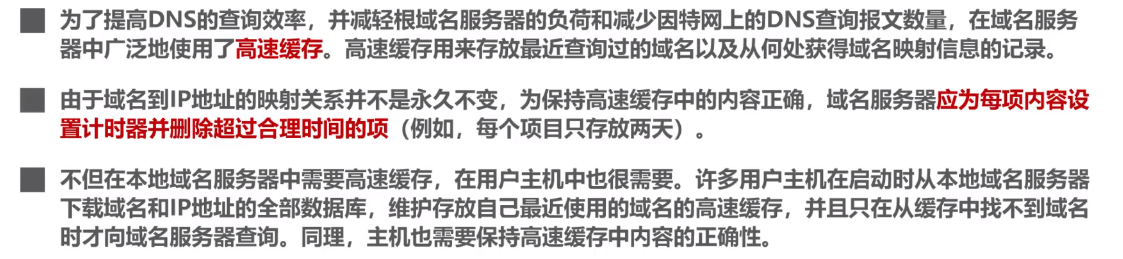 为了提高DNS的查询效率，并减轻根域名服务器的负荷和减少因特网上的DNS查询报文数量，在域名服务
器中广泛地使用了高速缓存。高速缓存用来存放最近查询过的域名以及从何处获得域名映射信息的记录。
由于域名到IP地址的映射关系并不是永久不变，为保持高速缓存中的内容正确，域名服务器应为每项内容设
置计时器并删除超过合理时间的项（例如，每个项目只存放两天）。
不但在本地域名服务器中需要高速缓存，在用户主机中也很需要。许多用户主机在启动时从本地域名服务器
下载域名和IP地址的全部数据库，维护存放自己最近使用的域名的高速缓存，并且只在从缓存中找不到域名
时才向域名服务器查询。同理，主机也需要保持高速缓存中内容的正确性。